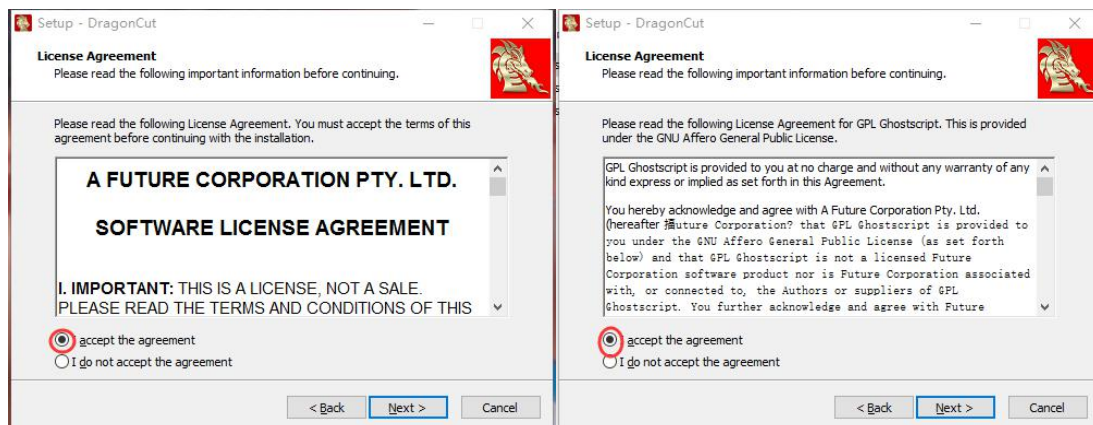 Setup - DragonCut
License Agreement
Please read the following important information before continuing.
Please read the following License Agreement. You must accept the terms of this
agreement before continuing with the installation.
A FUTURE CORPORATION PTY. LTD.
SOFTWARE LICENSE AGREEMENT
I. IMPORTANT: THIS IS A LICENSE, NOT A SALE.
PLEASE READ THE TERMS AND CONDITIONS OF THIS
I accept the agreement
I do not accept the agreement
< Back
Next >
Cancel
Setup - DragonCut
License Agreement
Please read the following important information before continuing.
Please read the following License Agreement for GPL Ghostscript. This is provided
under the GNU Affero General Public License.
GPL Ghostscript is provided to you at no charge and without any warranty of any
kind express or implied as set forth in this Agreement.
You hereby acknowledge and agree with A Future Corporation Pty. Ltd.
(hereafter 揊uture Corporation? that GPL Ghostscript is provided to
you under the GNU Affero General Public License (as set forth
below) and that GPL Ghostscript is not a licensed Future
Corporation software product nor is Future Corporation associated
with, or connected to, the Authors or suppliers of GPL
Ghostscript. You further acknowledge and agree with Future
accept the agreement
I do not accept the agreement
< Back
Next >
Cancel